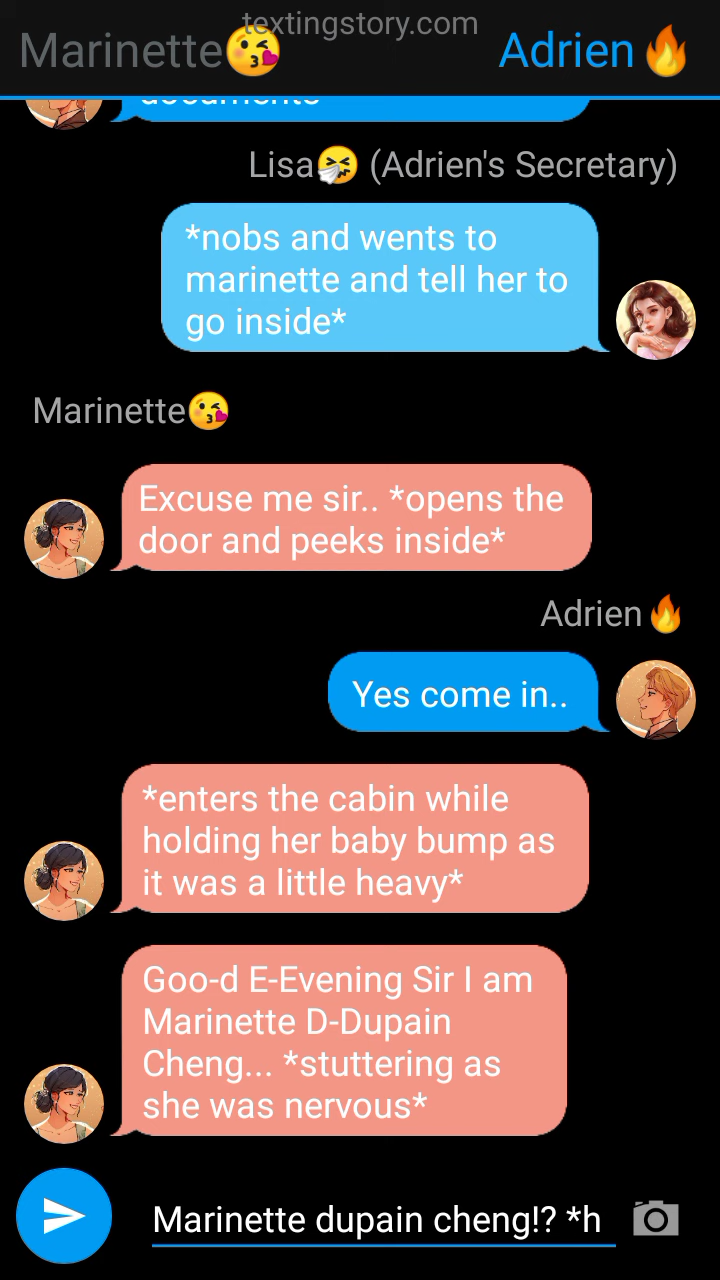 textingstory.com
Marinette😘 Adrien🔥
documents
Lisa🤧 (Adrien's Secretary)
*nobs and wents to
marinette and tell her to
go inside*
Marinette😘
Excuse me sir.. *opens the
door and peeks inside*
Adrien🔥
Yes come in..
*enters the cabin while
holding her baby bump as
it was a little heavy*
Goo-d E-Evening Sir I am
Marinette D-Dupain
Cheng... *stuttering as
she was nervous*
Marinette dupain cheng!? *h